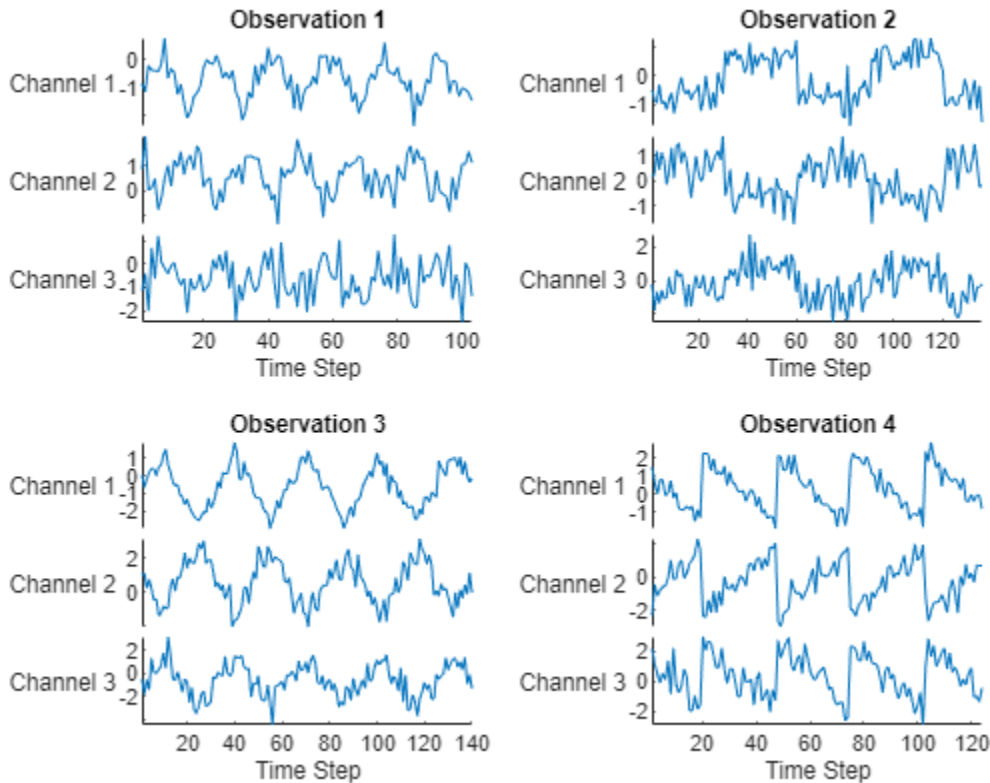 Observation 1
Channel 1
0
-1
Channel 2
1
0
Channel 3
0
-1
-2
20 40 60 80 100
Time Step
Observation 2
Channel 1
0
-1
Channel 2
1
0
-1
Channel 3
2
0
20 40 60 80 100 120
Time Step
Observation 3
Channel 1
1
0
-1
-2
Channel 2
2
0
Channel 3
2
0
-2
20 40 60 80 100 120 140
Time Step
Observation 4
Channel 1
2
1
0
-1
Channel 2
0
-2
Channel 3
2
0
-2
20 40 60 80 100 120
Time Step